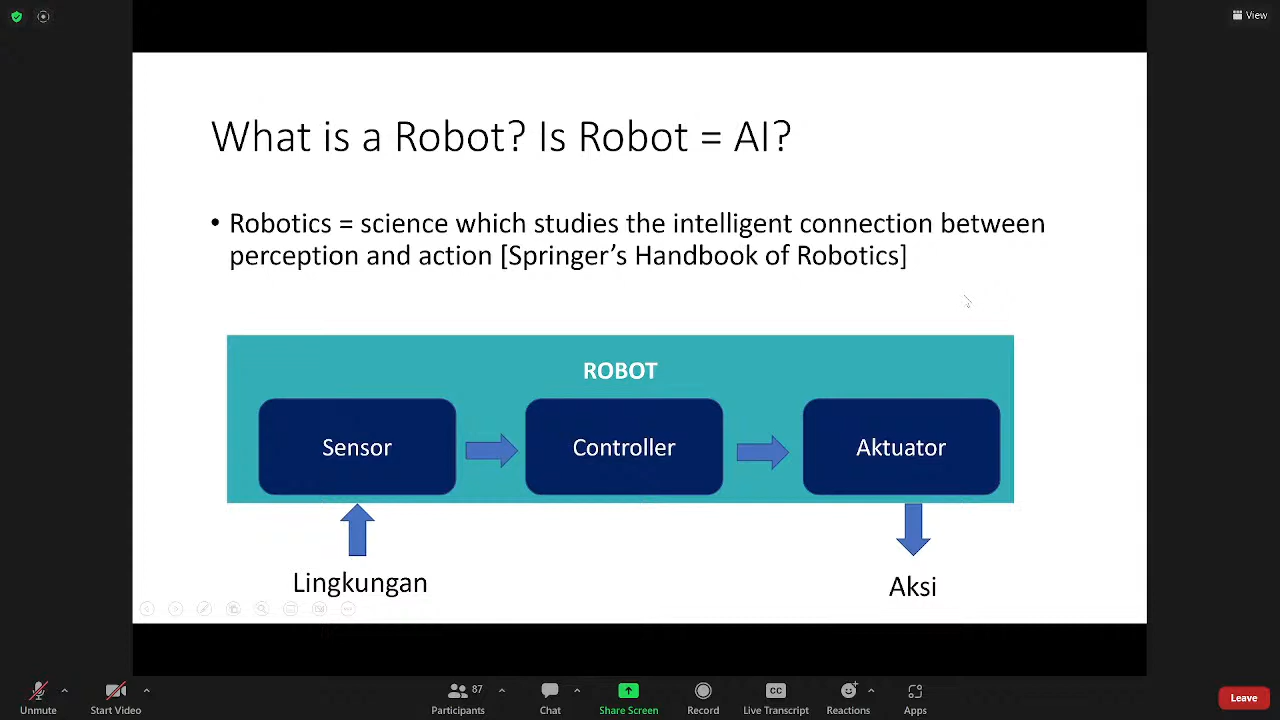 View
What is a Robot? Is Robot = AI?
• Robotics = science which studies the intelligent connection between
perception and action [Springer’s Handbook of Robotics]
ROBOT
Sensor
Controller
Aktuator
Lingkungan
Aksi
Unmute
Start Video
87
Participants
Chat
Share Screen
Record
CC
Live Transcript
Reactions
Apps
Leave